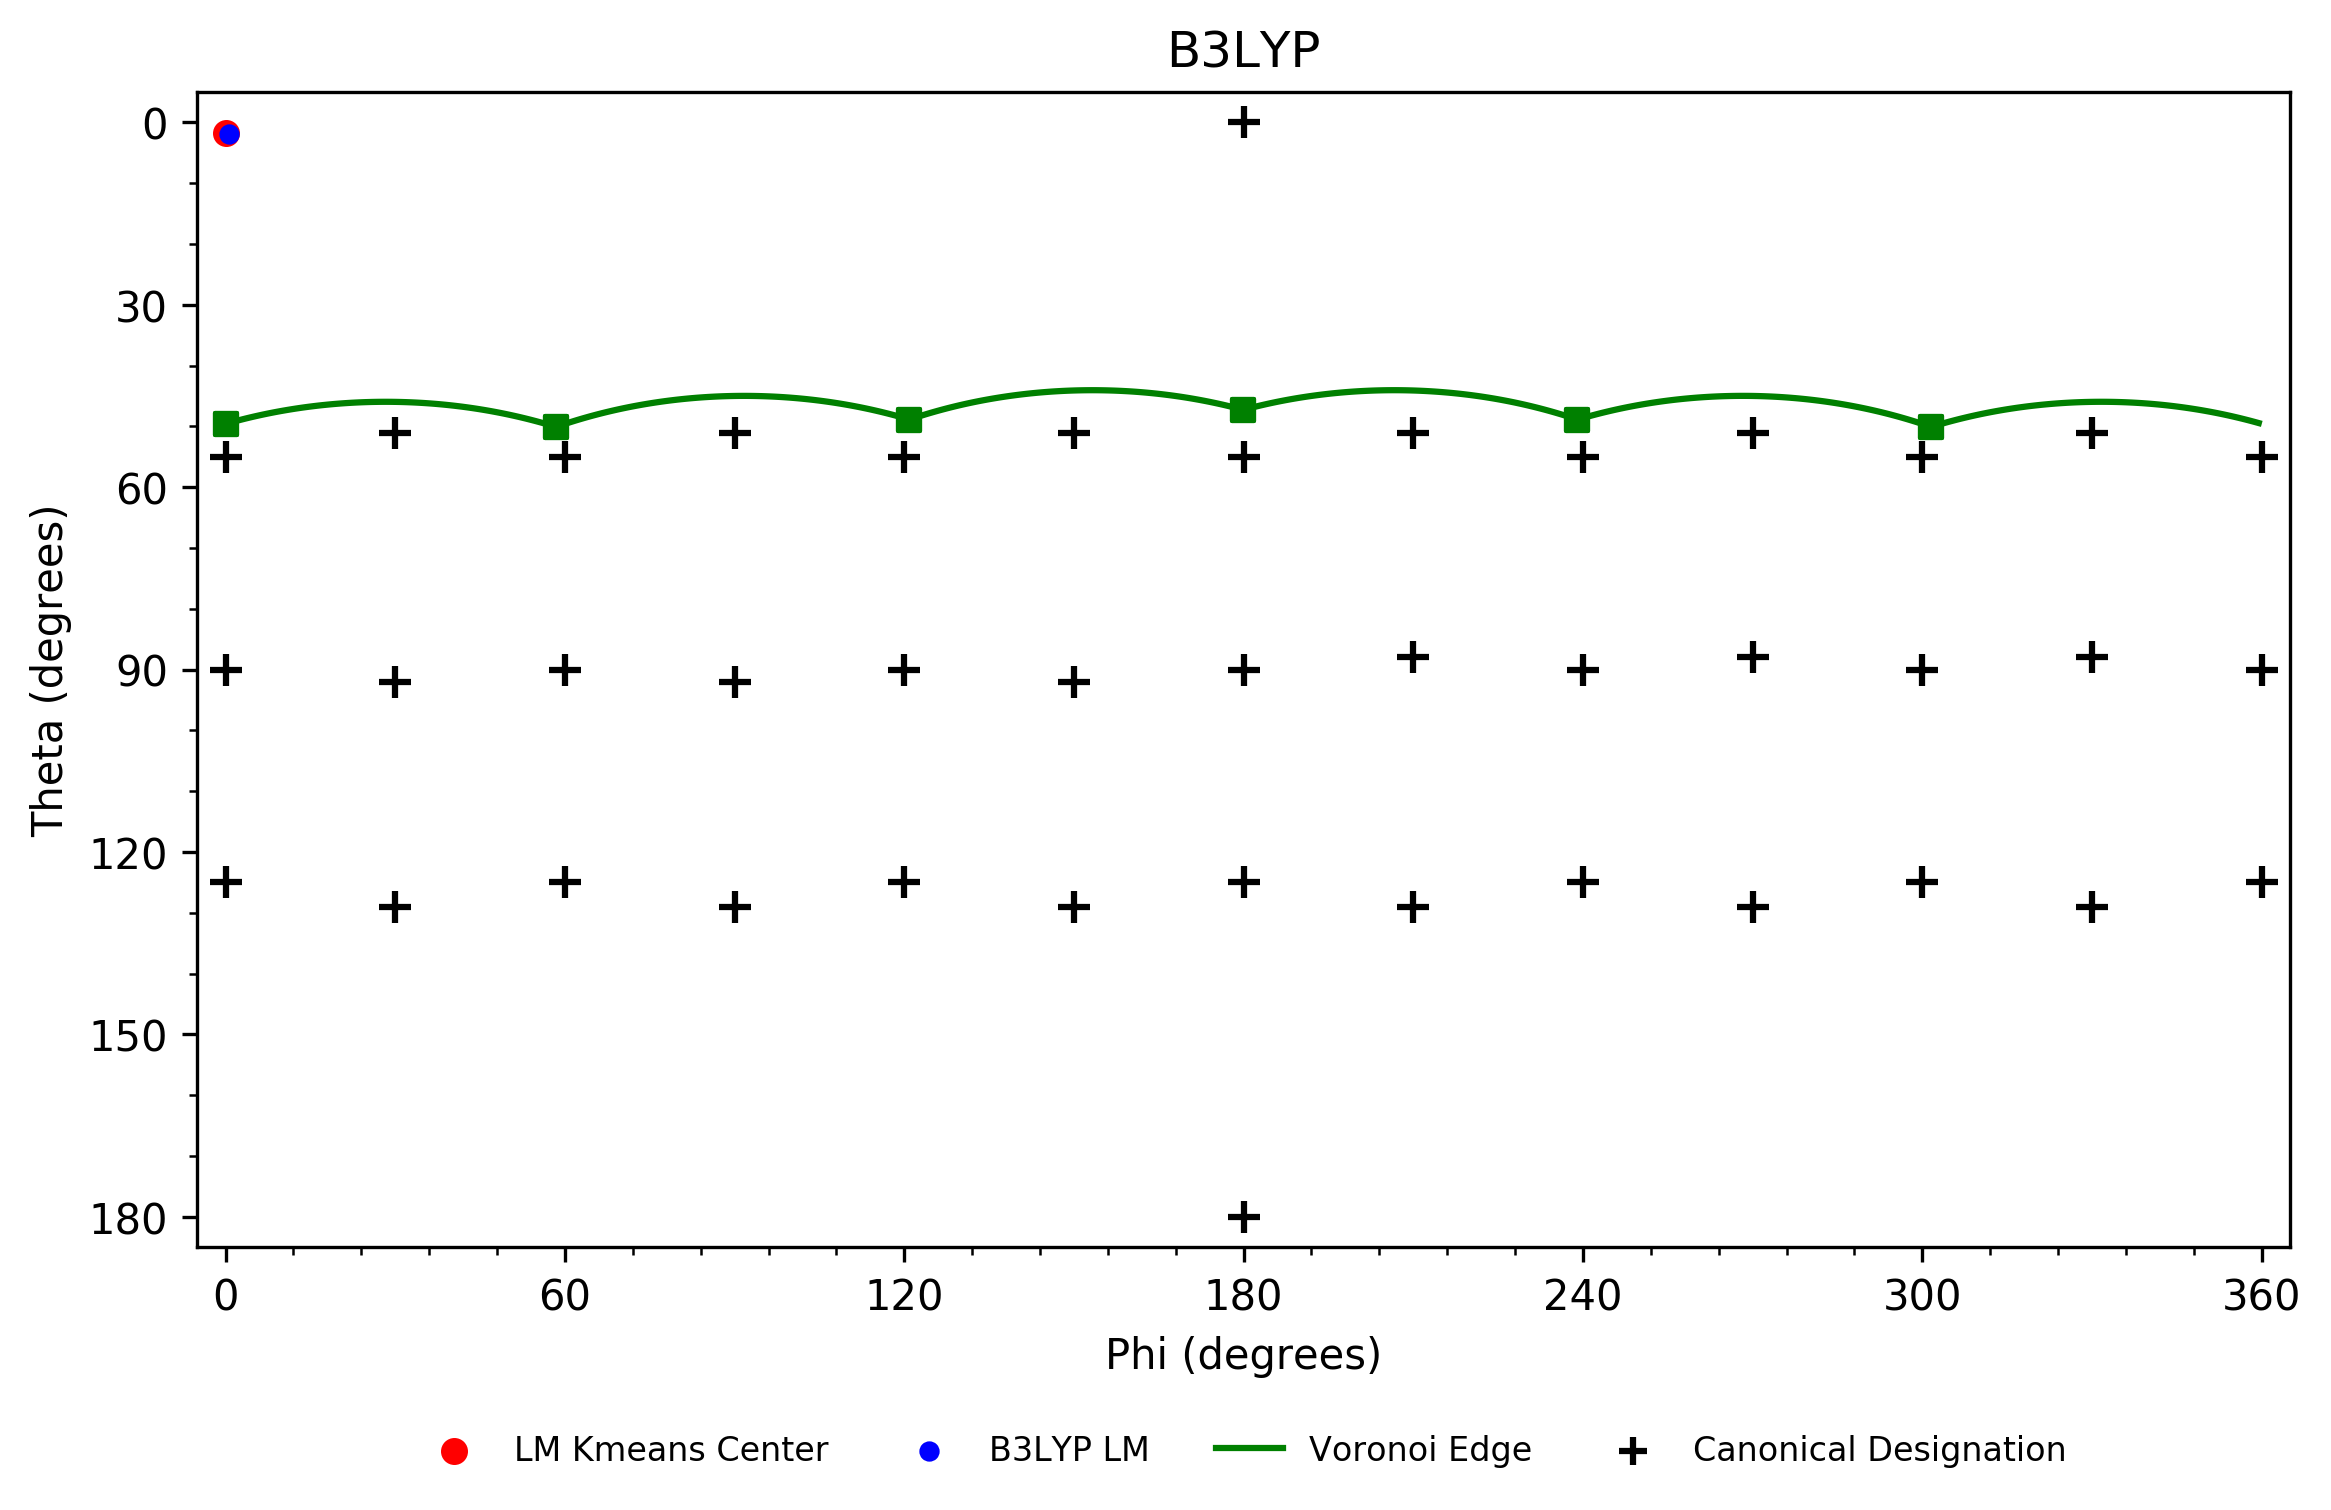 B3LYP
0
30
60
90
120
150
180
Theta (degrees)
0 60 120 180 240 300 360
Phi (degrees)
LM Kmeans Center B3LYP LM Voronoi Edge Canonical Designation